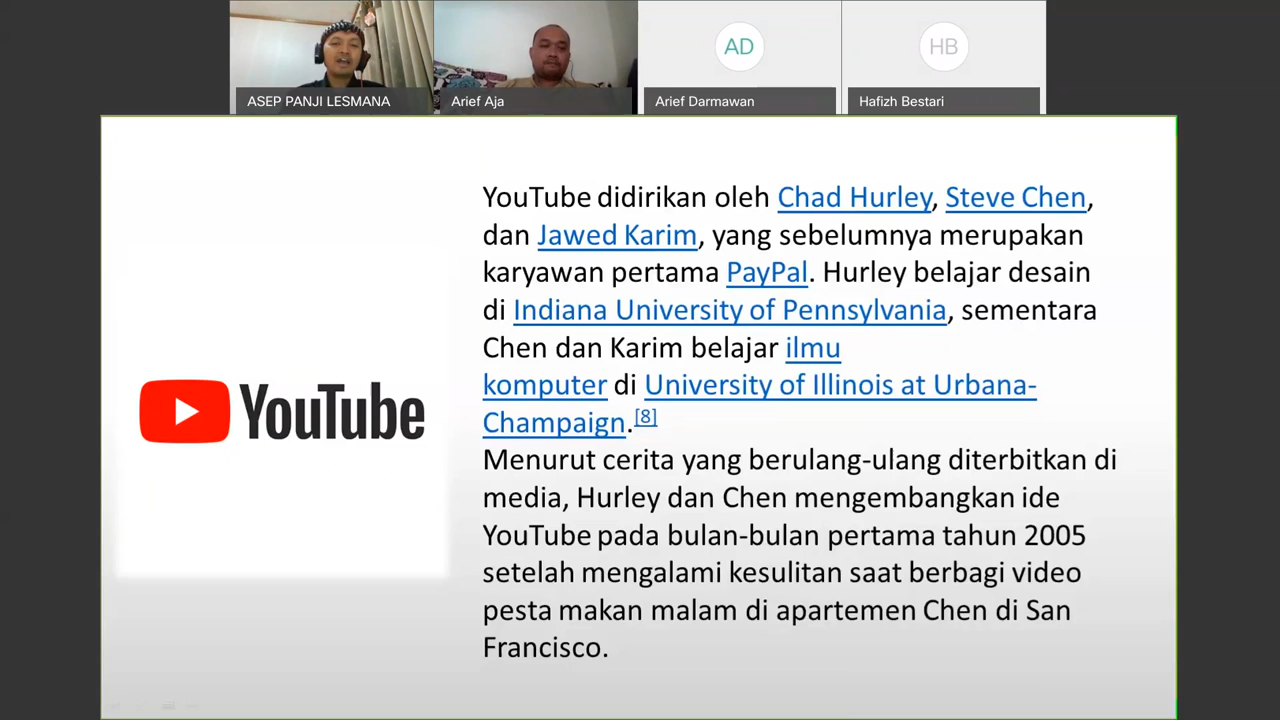 AD
HB
ASEP PANJI LESMANA
Arief Aja
Arief Darmawan
Hafizh Bestari
YouTube
YouTube didirikan oleh Chad Hurley, Steve Chen,
dan Jawed Karim, yang sebelumnya merupakan
karyawan pertama PayPal. Hurley belajar desain
di Indiana University of Pennsylvania, sementara
Chen dan Karim belajar ilmu
komputer di University of Illinois at Urbana-
Champaign.[8]
Menurut cerita yang berulang-ulang diterbitkan di
media, Hurley dan Chen mengembangkan ide
YouTube pada bulan-bulan pertama tahun 2005
setelah mengalami kesulitan saat berbagi video
pesta makan malam di apartemen Chen di San
Francisco.